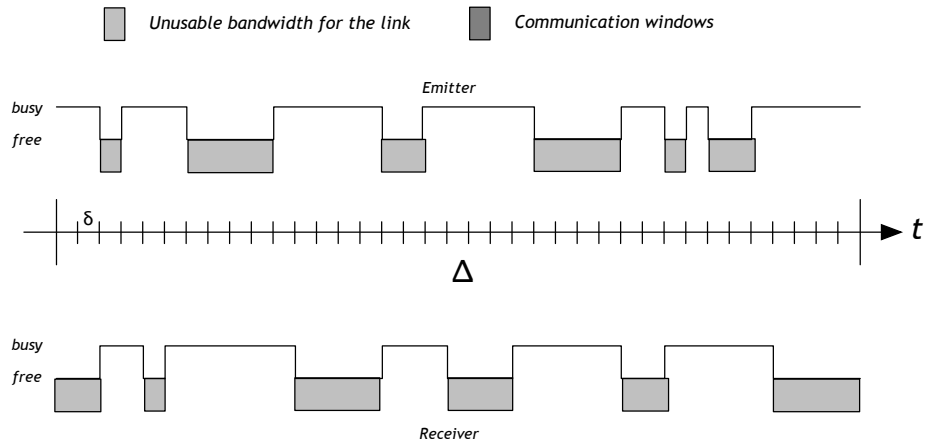 Unusable bandwidth for the link
Communication windows
Emitter
busy
free
δ
t
Δ
busy
free
Receiver